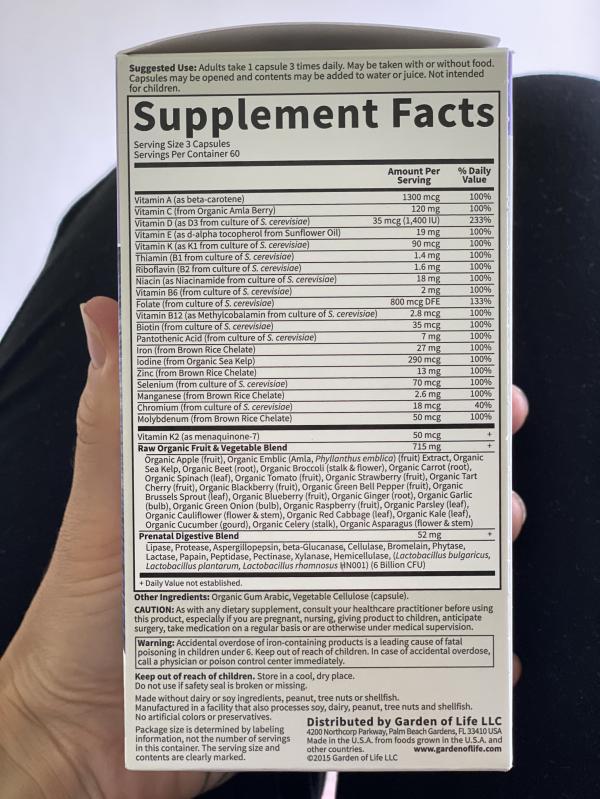 Suggested Use: Adults take 1 capsule 3 times daily. May be taken with or without food.
Capsules may be opened and contents may be added to water or juice. Not intended
for children.
Supplement Facts
Serving Size 3 Capsules
Servings Per Container 60
Amount Per Serving % Daily Value
Vitamin A (as beta-carotene) 1300 mcg 100%
Vitamin C (from Organic Amla Berry) 120 mg 100%
Vitamin D (as D3 from culture of S. cerevisiae) 35 mcg (1,400 IU) 233%
Vitamin E (as d-alpha tocopherol from Sunflower Oil) 19 mg 100%
Vitamin K (as K1 from culture of S. cerevisiae) 90 mcg 100%
Thiamin (B1 from culture of S. cerevisiae) 1.4 mg 100%
Riboflavin (B2 from culture of S. cerevisiae) 1.6 mg 100%
Niacin (as Niacinamide from culture of S. cerevisiae) 18 mg 100%
Vitamin B6 (from culture of S. cerevisiae) 2 mg 100%
Folate (from culture of S. cerevisiae) 800 mcg DFE 133%
Vitamin B12 (as Methylcobalamin from culture of S. cerevisiae) 2.8 mcg 100%
Biotin (from culture of S. cerevisiae) 35 mcg 100%
Pantothenic Acid (from culture of S. cerevisiae) 7 mg 100%
Iron (from Brown Rice Chelate) 27 mg 100%
Iodine (from Organic Sea Kelp) 290 mcg 100%
Zinc (from Brown Rice Chelate) 13 mg 100%
Selenium (from culture of S. cerevisiae) 70 mcg 100%
Manganese (from Brown Rice Chelate) 2.6 mg 100%
Chromium (from culture of S. cerevisiae) 18 mcg 40%
Molybdenum (from Brown Rice Chelate) 50 mcg 100%
Vitamin K2 (as menaquinone-7) 50 mcg +
Raw Organic Fruit & Vegetable Blend 715 mg +
Organic Apple (fruit), Organic Emblic (Amla, Phyllanthus emblica) (fruit) Extract, Organic
Sea Kelp, Organic Beet (root), Organic Broccoli (stalk & flower), Organic Carrot (root),
Organic Spinach (leaf), Organic Tomato (fruit), Organic Strawberry (fruit), Organic Tart
Cherry (fruit), Organic Blackberry (fruit), Organic Green Bell Pepper (fruit), Organic
Brussels Sprout (leaf), Organic Blueberry (fruit), Organic Ginger (root), Organic Garlic
(bulb), Organic Green Onion (bulb), Organic Raspberry (fruit), Organic Parsley (leaf),
Organic Cauliflower (flower & stem), Organic Red Cabbage (leaf), Organic Kale (leaf),
Organic Cucumber (gourd), Organic Celery (stalk), Organic Asparagus (flower & stem)
Prenatal Digestive Blend 52 mg +
Lipase, Protease, Aspergillopepsin, beta-Glucanase, Cellulase, Bromelain, Phytase,
Lactase, Papain, Peptidase, Pectinase, Xylanase, Hemicellulase, (Lactobacillus bulgaricus,
Lactobacillus plantarum, Lactobacillus rhamnosus HN001) (6 Billion CFU)
+ Daily Value not established.
Other Ingredients: Organic Gum Arabic, Vegetable Cellulose (capsule).
CAUTION: As with any dietary supplement, consult your healthcare practitioner before using
this product, especially if you are pregnant, nursing, giving product to children, anticipate
surgery, take medication on a regular basis or are otherwise under medical supervision.
Warning: Accidental overdose of iron-containing products is a leading cause of fatal
poisoning in children under 6. Keep out of reach of children. In case of accidental overdose,
call a physician or poison control center immediately.
Keep out of reach of children. Store in a cool, dry place.
Do not use if safety seal is broken or missing.
Made without dairy or soy ingredients, peanut, tree nuts or shellfish.
Manufactured in a facility that also processes soy, dairy, peanut, tree nuts and shellfish.
No artificial colors or preservatives.
Package size is determined by labeling
information, not the number of servings
in this container. The serving size and
contents are clearly marked.
Distributed by Garden of Life LLC
4200 Northcorp Parkway, Palm Beach Gardens, FL 33410 USA
Made in the U.S.A. from foods grown in the U.S.A. and
other countries. www.gardenoflife.com
©2015 Garden of Life LLC